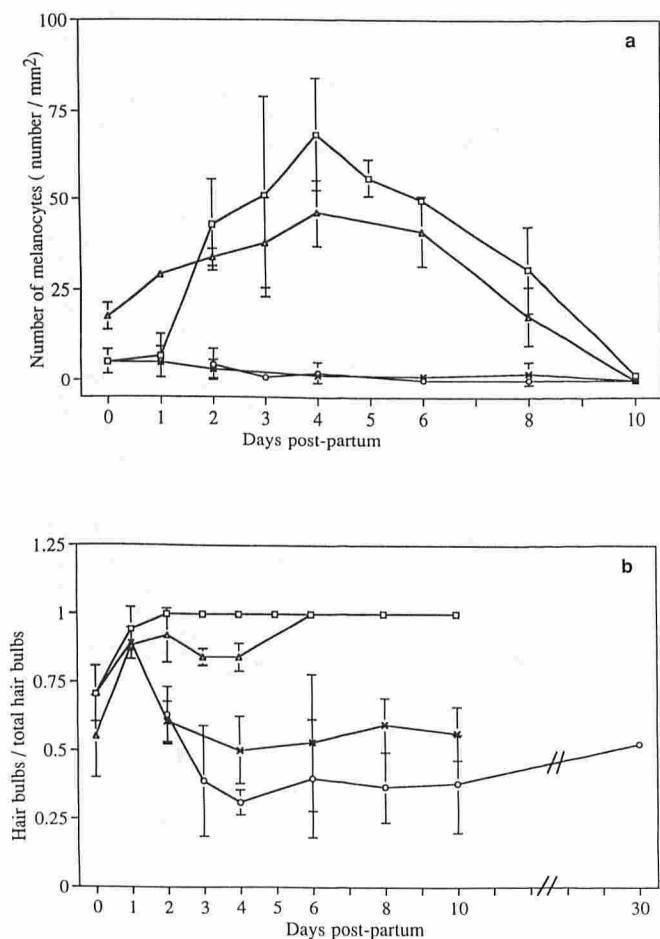 a
100
75
50
25
0
Number of melanocytes ( number / mm²)
0 1 2 3 4 5 6 8 10
Days post-partum
b
1.25
1
0.75
0.5
0.25
0
Hair bulbs / total hair bulbs
0 1 2 3 4 6 8 10 30
Days post-partum